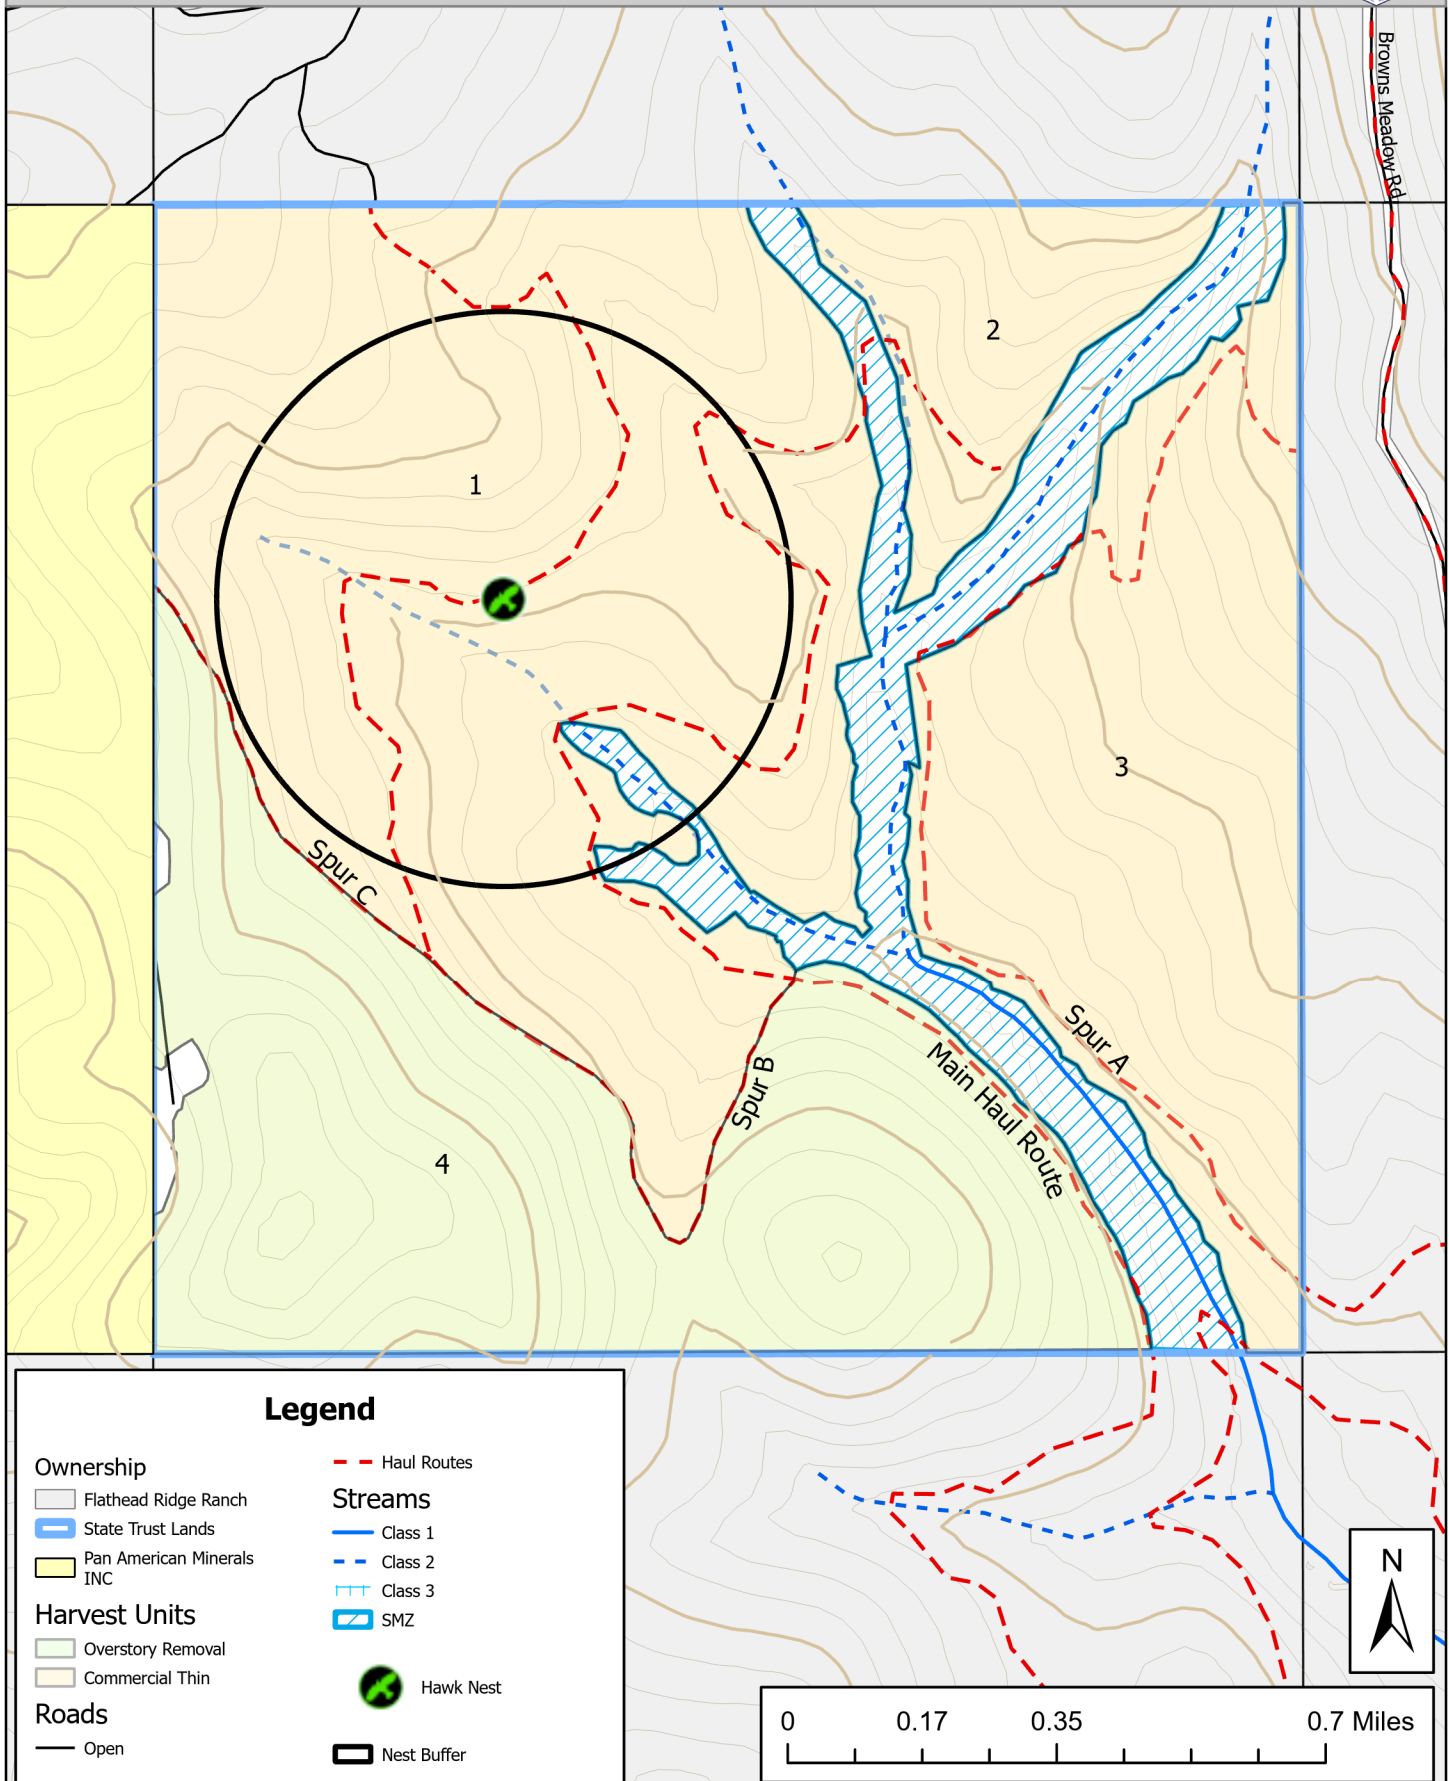 Browns Meadow Rd
2
1
3
Spur C
Spur A
Main Haul Route
Spur B
4
Legend
Ownership
Flathead Ridge Ranch
State Trust Lands
Pan American Minerals
INC
Harvest Units
Overstory Removal
Commercial Thin
Roads
Open
Haul Routes
Streams
Class 1
Class 2
Class 3
SMZ
Hawk Nest
Nest Buffer
N
0 0.17 0.35 0.7 Miles